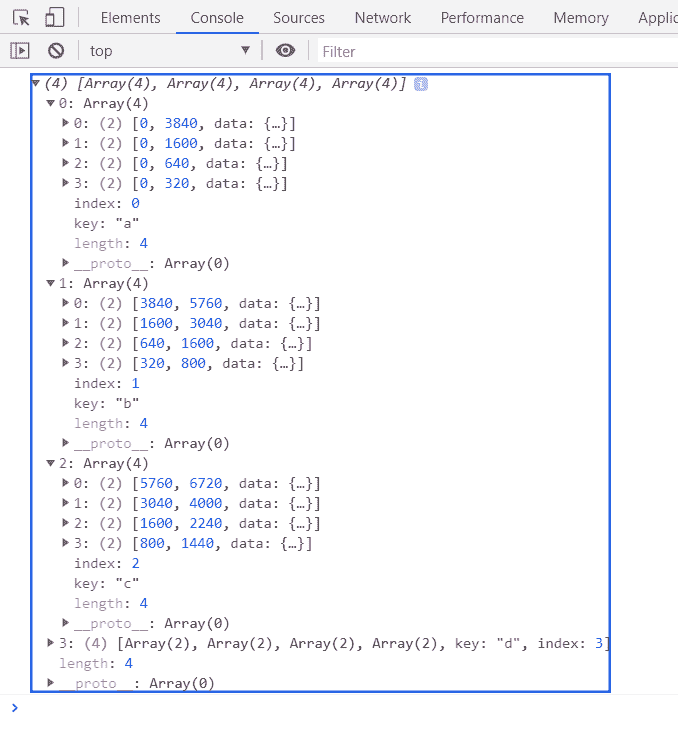 Elements Console Sources Network Performance Memory Applic
top Filter
(4) [Array(4), Array(4), Array(4), Array(4)] i
0: Array(4)
0: (2) [0, 3840, data: {…}]
1: (2) [0, 1600, data: {…}]
2: (2) [0, 640, data: {…}]
3: (2) [0, 320, data: {…}]
index: 0
key: "a"
length: 4
__proto__: Array(0)
1: Array(4)
0: (2) [3840, 5760, data: {…}]
1: (2) [1600, 3040, data: {…}]
2: (2) [640, 1600, data: {…}]
3: (2) [320, 800, data: {…}]
index: 1
key: "b"
length: 4
__proto__: Array(0)
2: Array(4)
0: (2) [5760, 6720, data: {…}]
1: (2) [3040, 4000, data: {…}]
2: (2) [1600, 2240, data: {…}]
3: (2) [800, 1440, data: {…}]
index: 2
key: "c"
length: 4
__proto__: Array(0)
3: (4) [Array(2), Array(2), Array(2), Array(2), key: "d", index: 3]
length: 4
__proto__: Array(0)